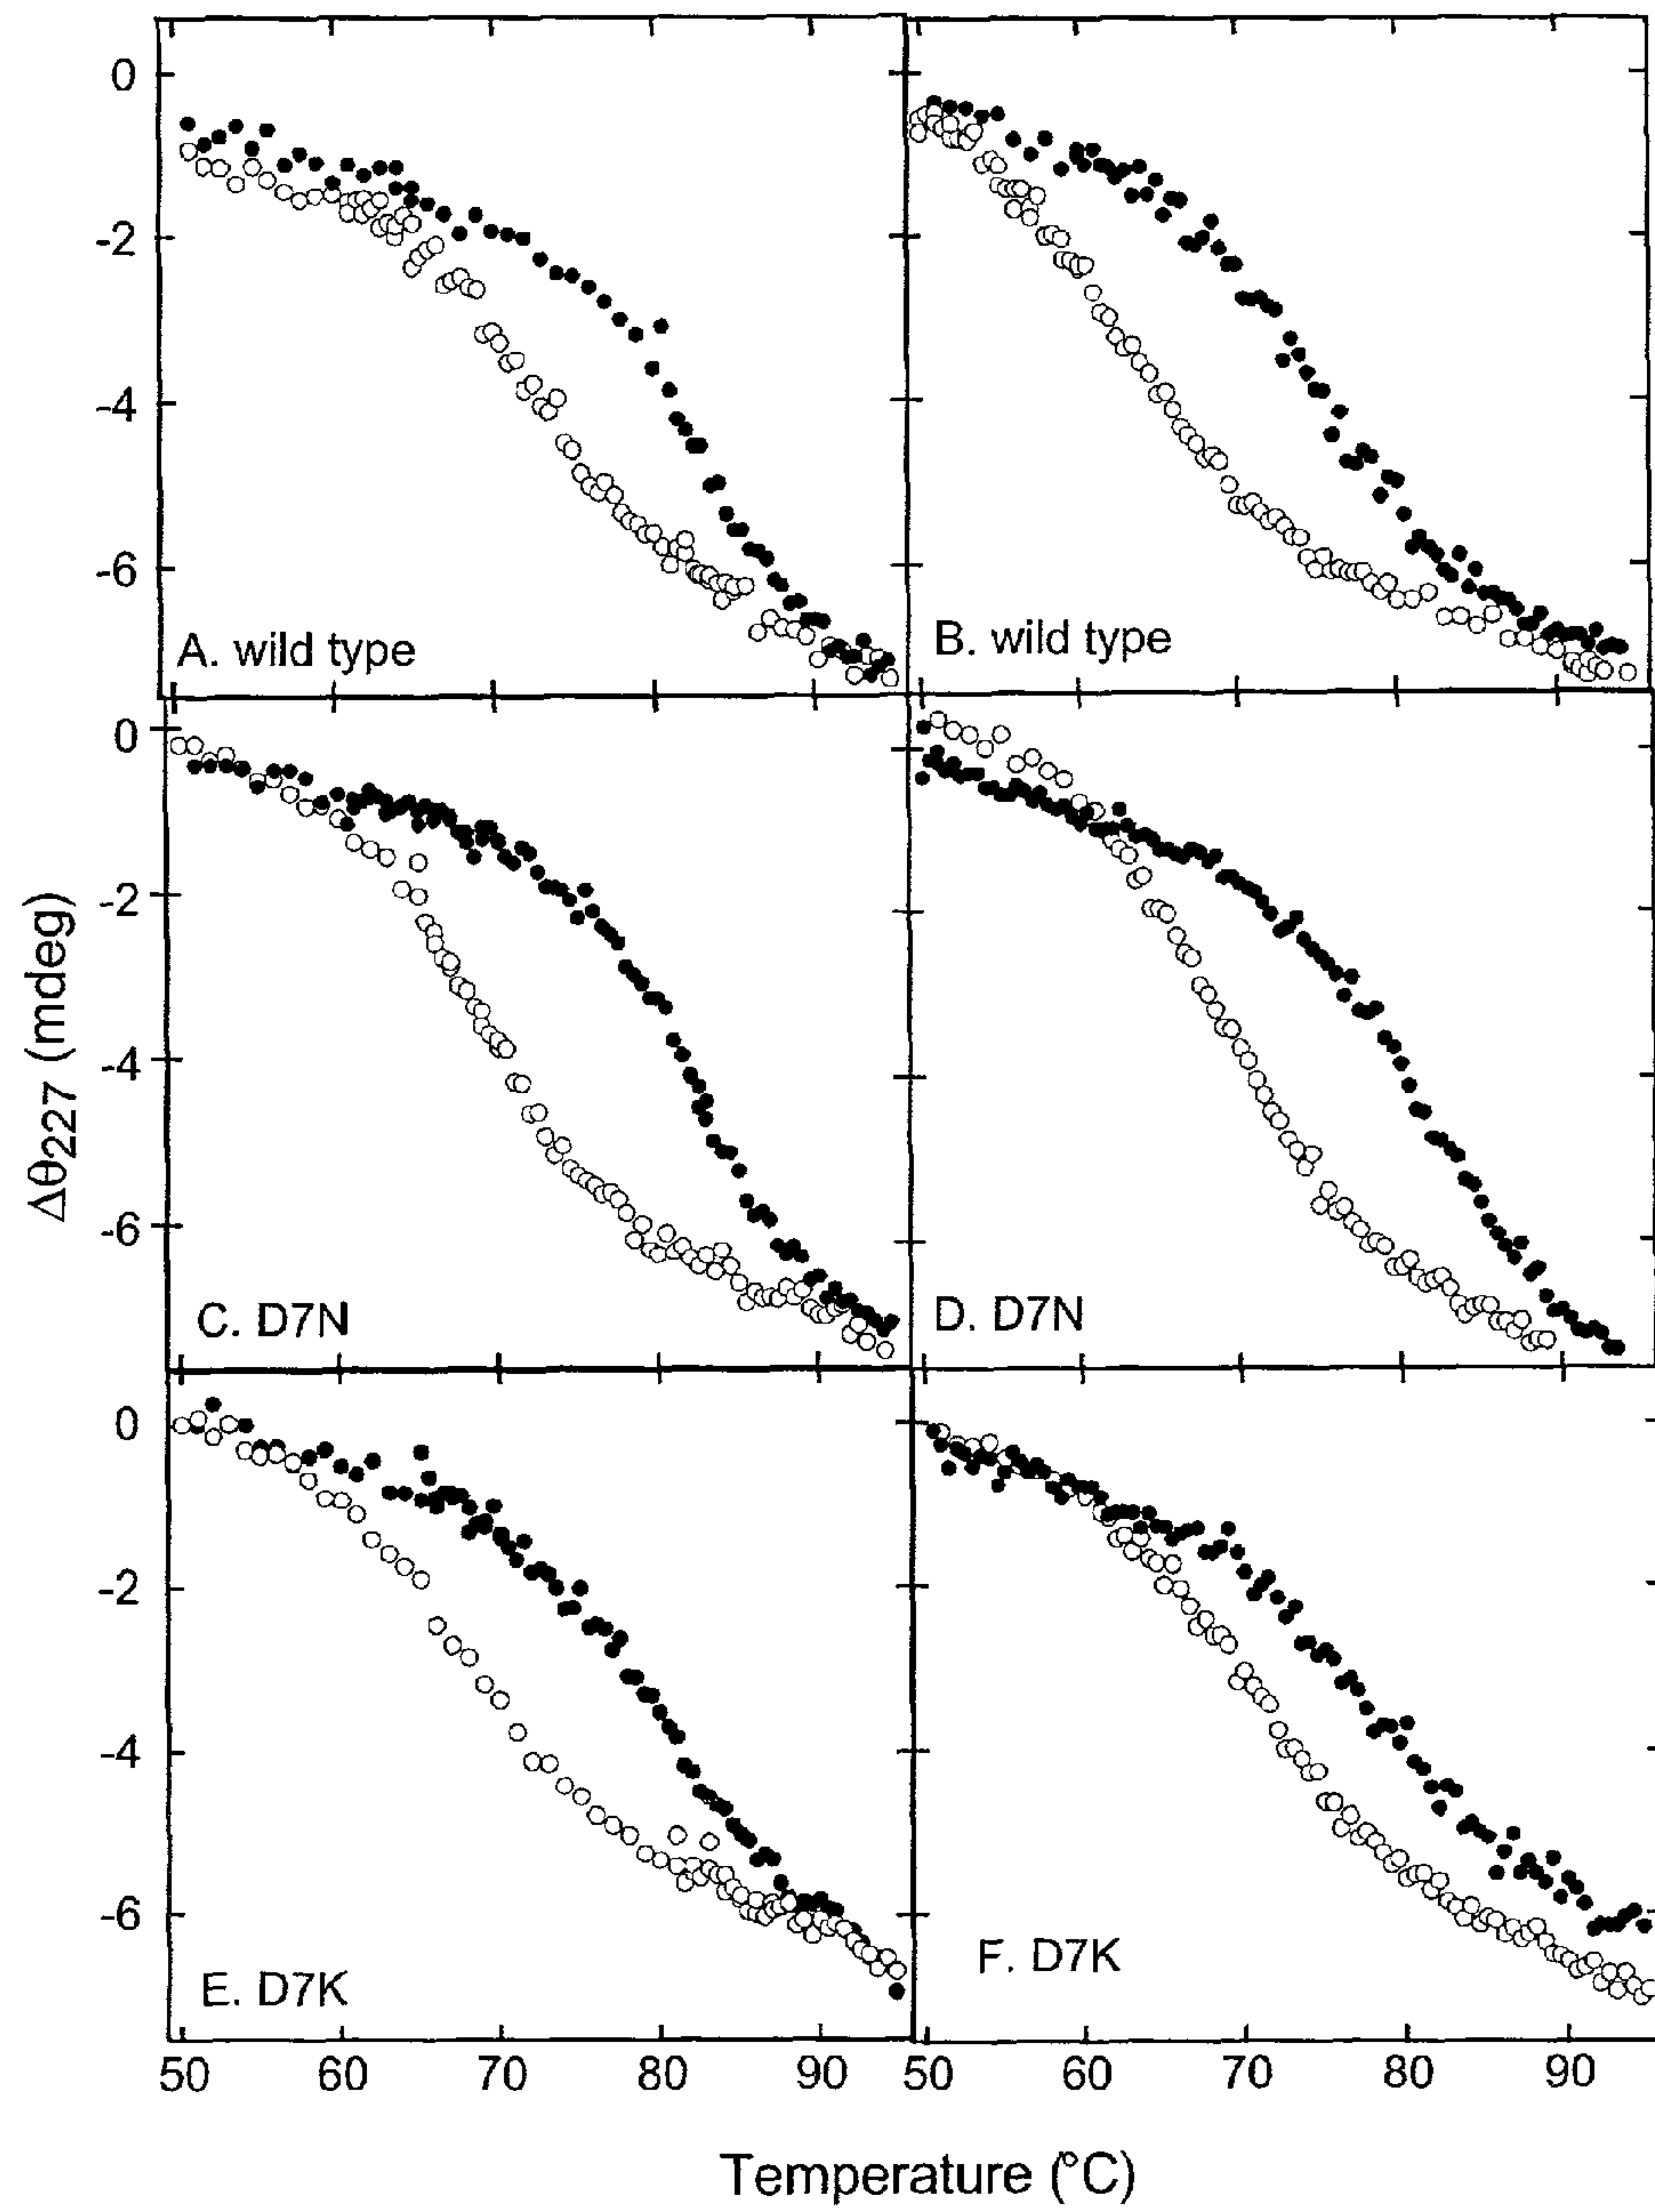 0
-2
-4
-6
A. wild type
B. wild type
0
-2
-4
-6
C. D7N
D. D7N
Δθ227 (mdeg)
0
-2
-4
-6
E. D7K
F. D7K
50 60 70 80 90 50 60 70 80 90
Temperature (°C)